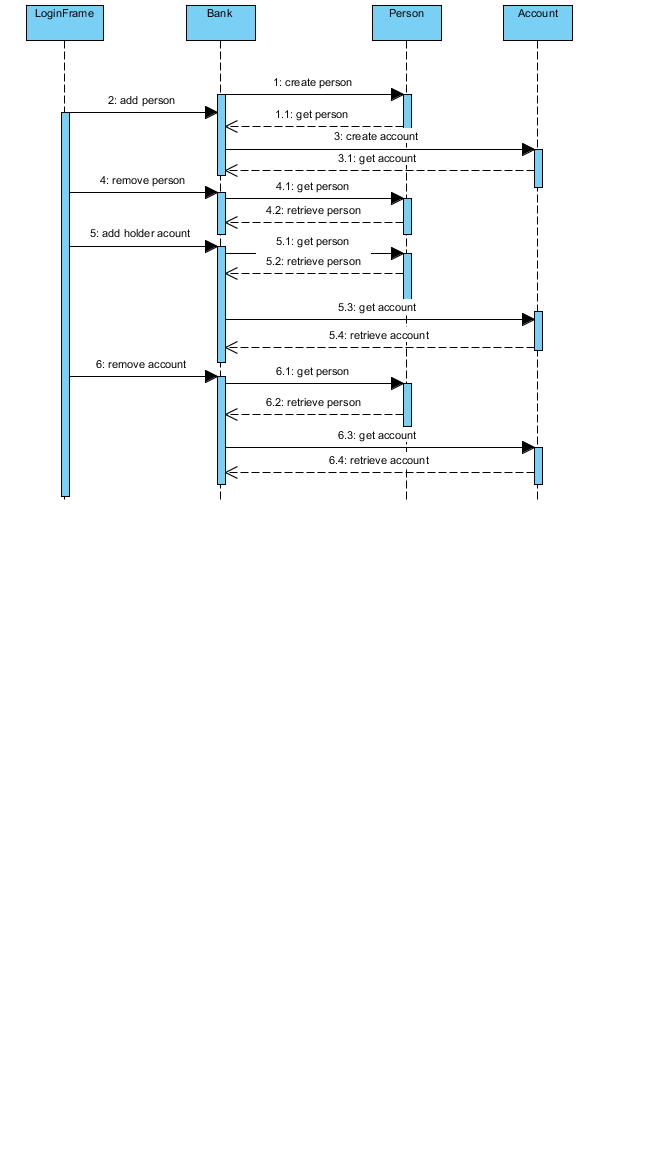 LoginFrame
Bank
Person
Account
1: create person
2: add person
1.1: get person
3: create account
3.1: get account
4: remove person
4.1: get person
4.2: retrieve person
5: add holder acount
5.1: get person
5.2: retrieve person
5.3: get account
5.4: retrieve account
6: remove account
6.1: get person
6.2: retrieve person
6.3: get account
6.4: retrieve account